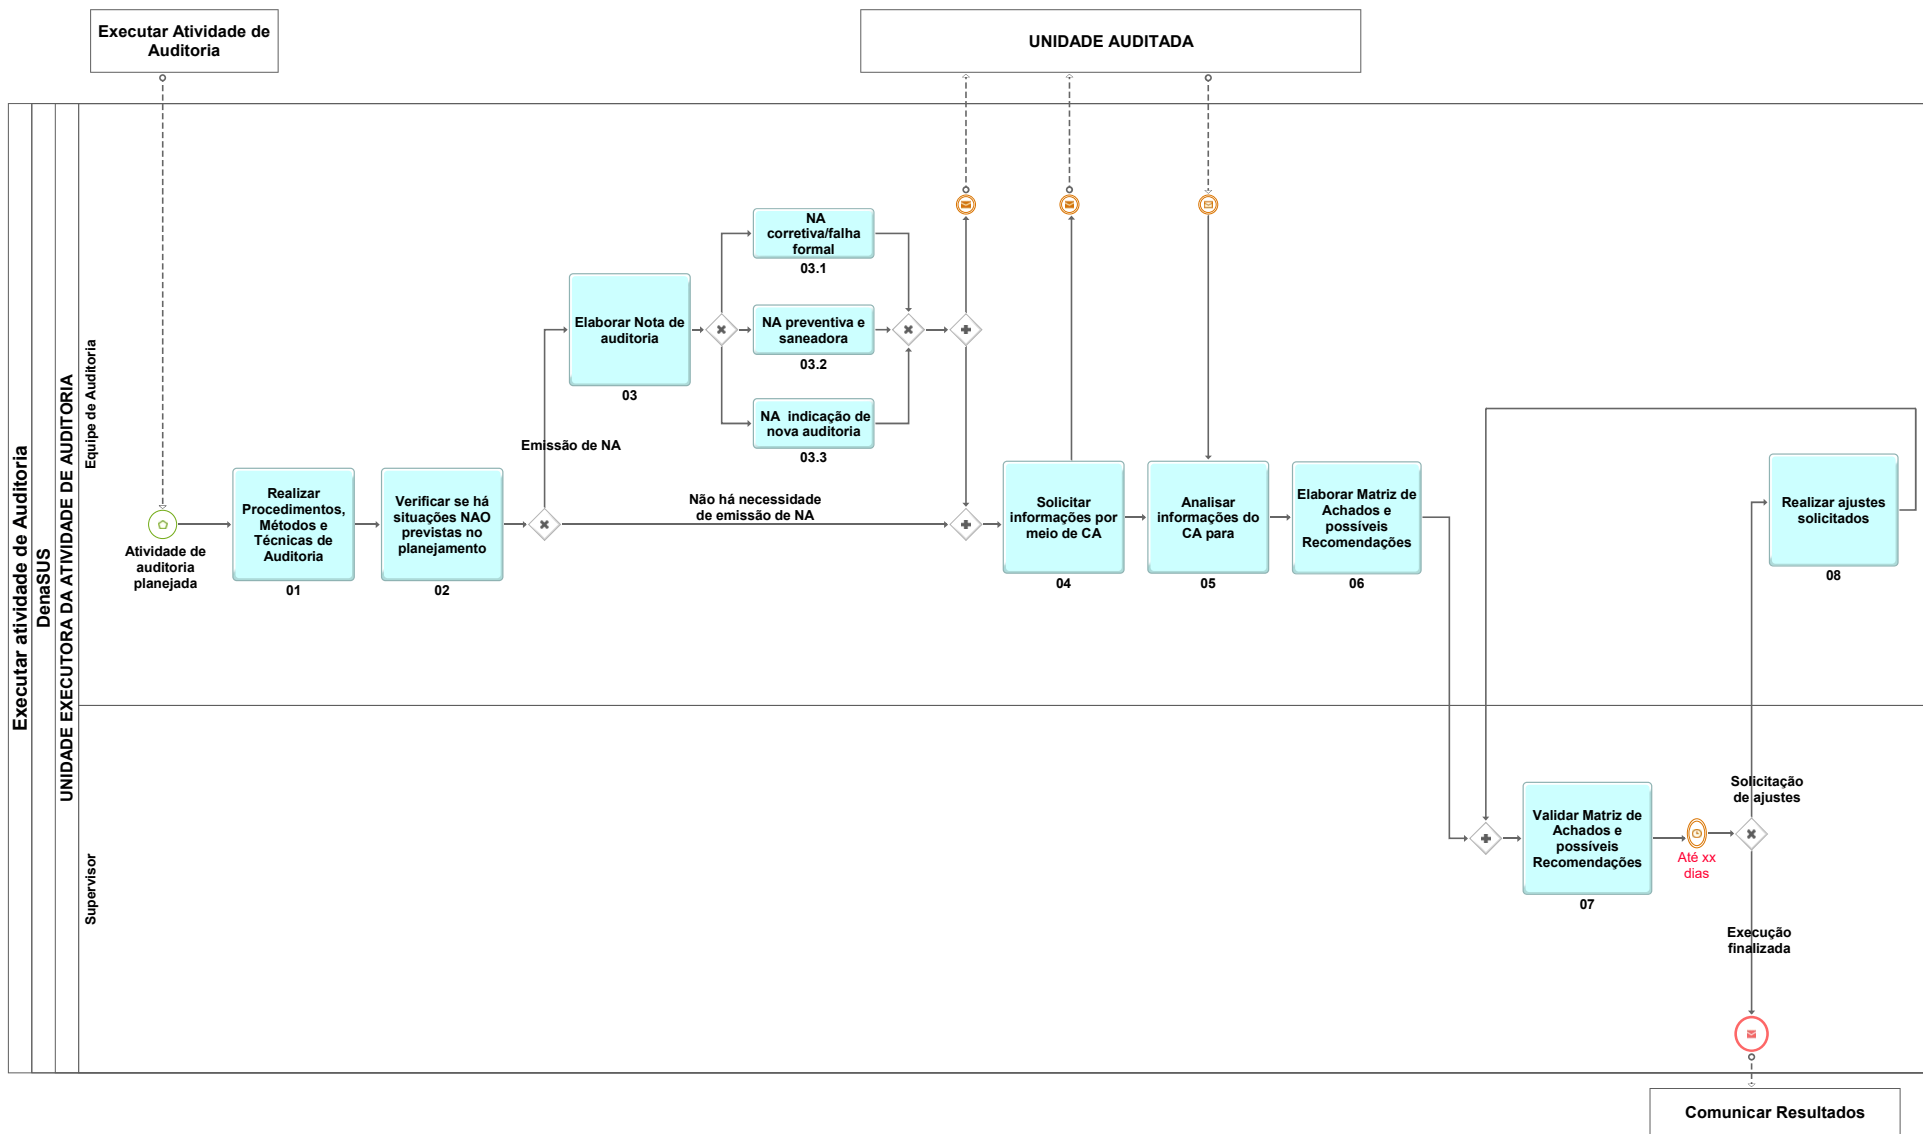 Executar Atividade de
Auditoria
UNIDADE AUDITADA
Executar atividade de Auditoria
DenaSUS
UNIDADE EXECUTORA DA ATIVIDADE DE AUDITORIA
Equipe de Auditoria
Atividade de
auditoria
planejada
Realizar
Procedimentos,
Métodos e
Técnicas de
Auditoria
01
Verificar se há
situações NAO
previstas no
planejamento
02
Emissão de NA
Não há necessidade
de emissão de NA
Elaborar Nota de
auditoria
03
NA
corretiva/falha
formal
03.1
NA preventiva e
saneadora
03.2
NA indicação de
nova auditoria
03.3
Solicitar
informações por
meio de CA
04
Analisar
informações do
CA para
05
Elaborar Matriz de
Achados e
possíveis
Recomendações
06
Realizar ajustes
solicitados
08
Supervisor
Validar Matriz de
Achados e
possíveis
Recomendações
07
Até xx
dias
Solicitação
de ajustes
Execução
finalizada
Comunicar Resultados